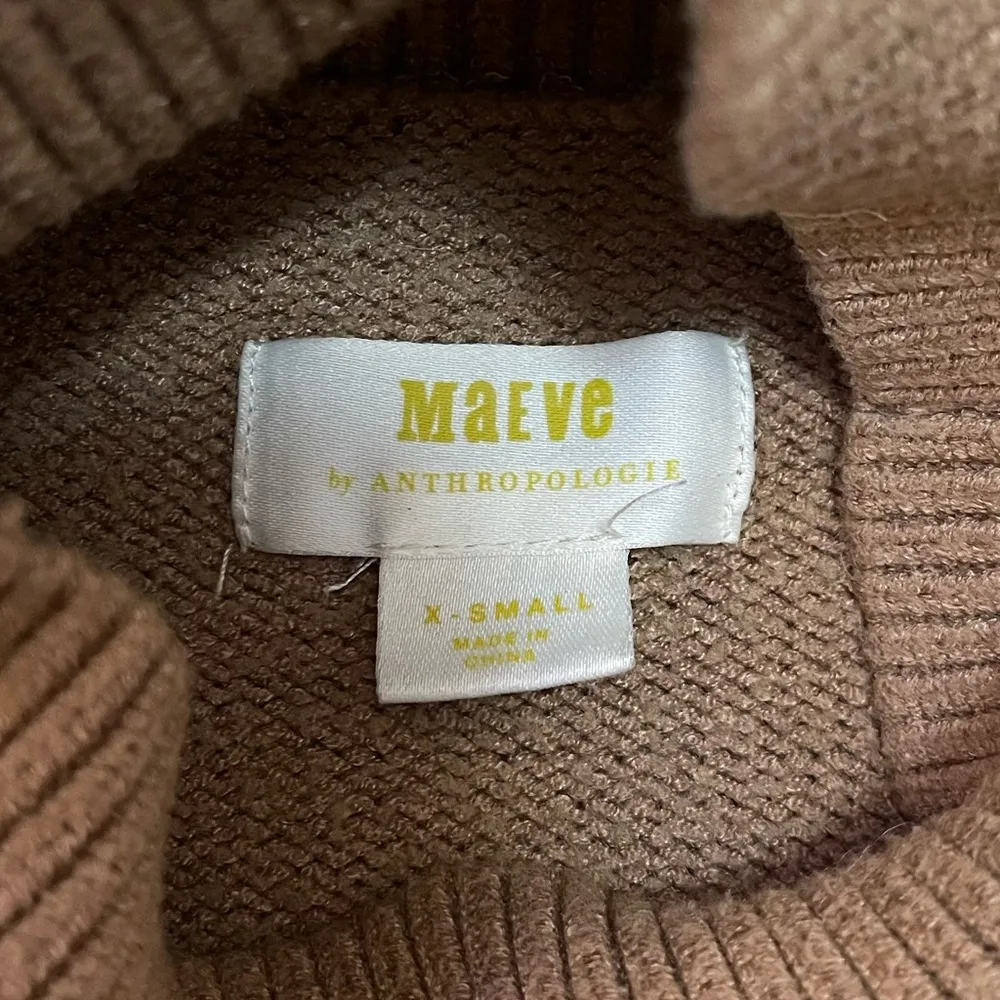 MaEve
by ANTHROPOLOGIE
X-SMALL
MADE IN
CHINA